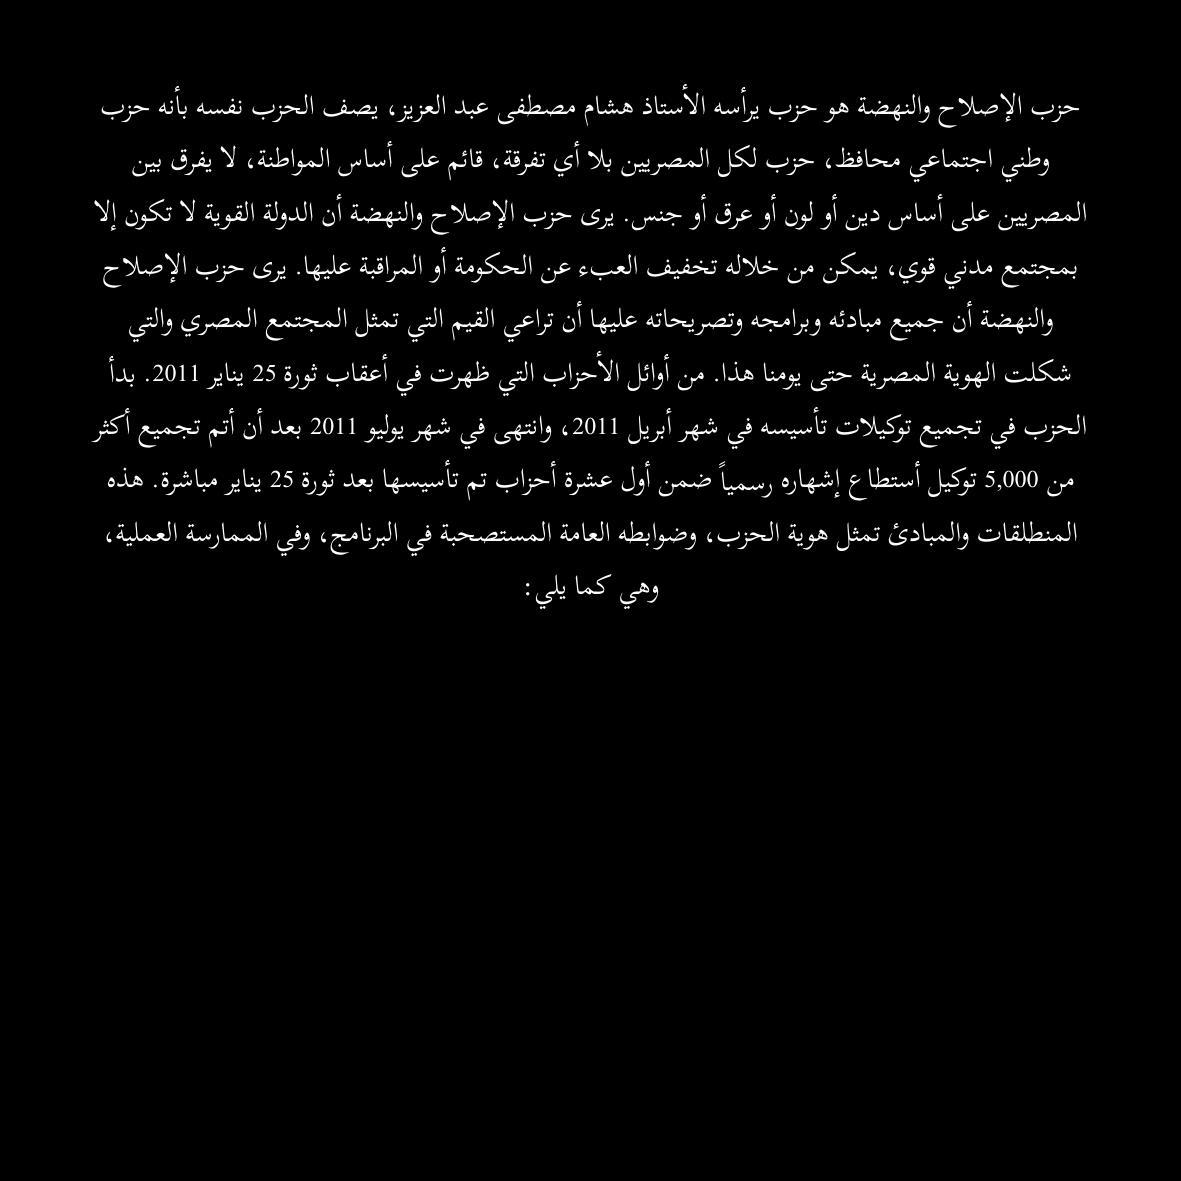 حزب الإصلاح والنهضة هو حزب يرأسه الأستاذ هشام مصطفى عبد العزيز، يصف الحزب نفسه بأنه حزب
وطني اجتماعي محافظ، حزب لكل المصريين بلا أي تفرقة، قائم على أساس المواطنة، لا يفرق بين
المصريين على أساس دين أو لون أو عرق أو جنس. يرى حزب الإصلاح والنهضة أن الدولة القوية لا تكون إلا
بمجتمع مدني قوي، يمكن من خلاله تخفيف العبء عن الحكومة أو المراقبة عليها. يرى حزب الإصلاح
والنهضة أن جميع مبادئه وبرامجه وتصريحاته عليها أن تراعي القيم التي تمثل المجتمع المصري والتي
شكلت الهوية المصرية حتى يومنا هذا. من أوائل الأحزاب التي ظهرت في أعقاب ثورة 25 يناير 2011. بدأ
الحزب في تجميع توكيلات تأسيسه في شهر أبريل 2011، وانتهى في شهر يوليو 2011 بعد أن أتم تجميع أكثر
من 5,000 توكيل أستطاع إشهاره رسمياً ضمن أول عشرة أحزاب تم تأسيسها بعد ثورة 25 يناير مباشرة. هذه
المنطلقات والمبادئ تمثل هوية الحزب، وضوابطه العامة المستصحبة في البرنامج، وفي الممارسة العملية،
وهي كما يلي: